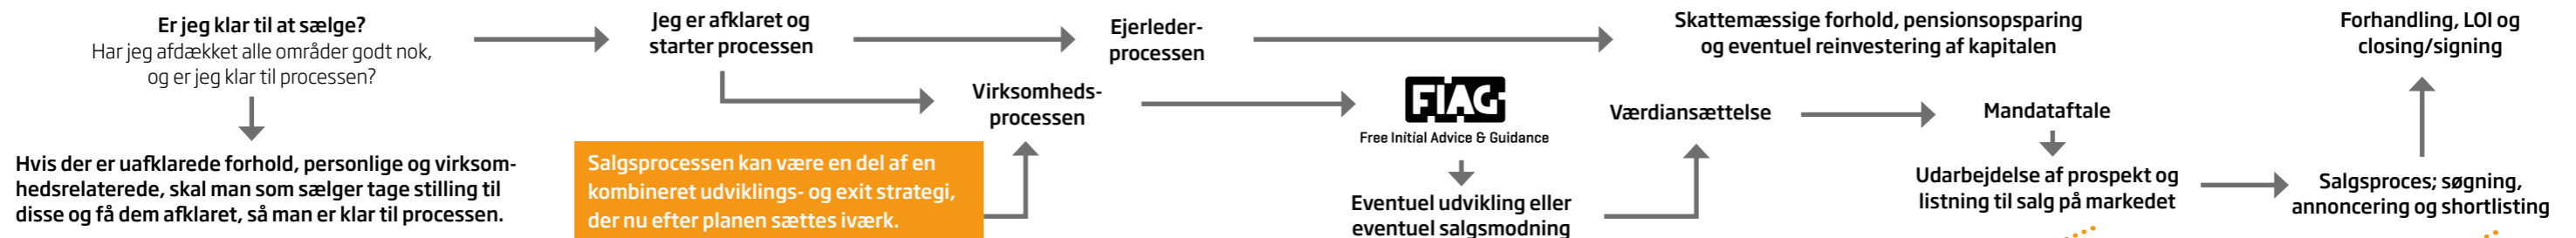 Er jeg klar til at sælge?
Har jeg afdækket alle områder godt nok,
og er jeg klar til processen?
Hvis der er uafklarede forhold, personlige og virksom-
hedsrelaterede, skal man som sælger tage stilling til
disse og få dem afklaret, så man er klar til processen.
Jeg er afklaret og
starter processen
Salgsprocessen kan være en del af en
kombineret udviklings- og exit strategi,
der nu efter planen sættes iværk.
Ejerleder-
processen
Virksomheds-
processen
FIAG
Free Initial Advice & Guidance
Eventuel udvikling eller
eventuel salgsmodning
Skattemæssige forhold, pensionsopsparing
og eventuel reinvestering af kapitalen
Værdiansættelse
Mandataftale
Udarbejdelse af prospekt og
listning til salg på markedet
Forhandling, LOI og
closing/signing
Salgsproces; søgning,
annoncering og shortlisting